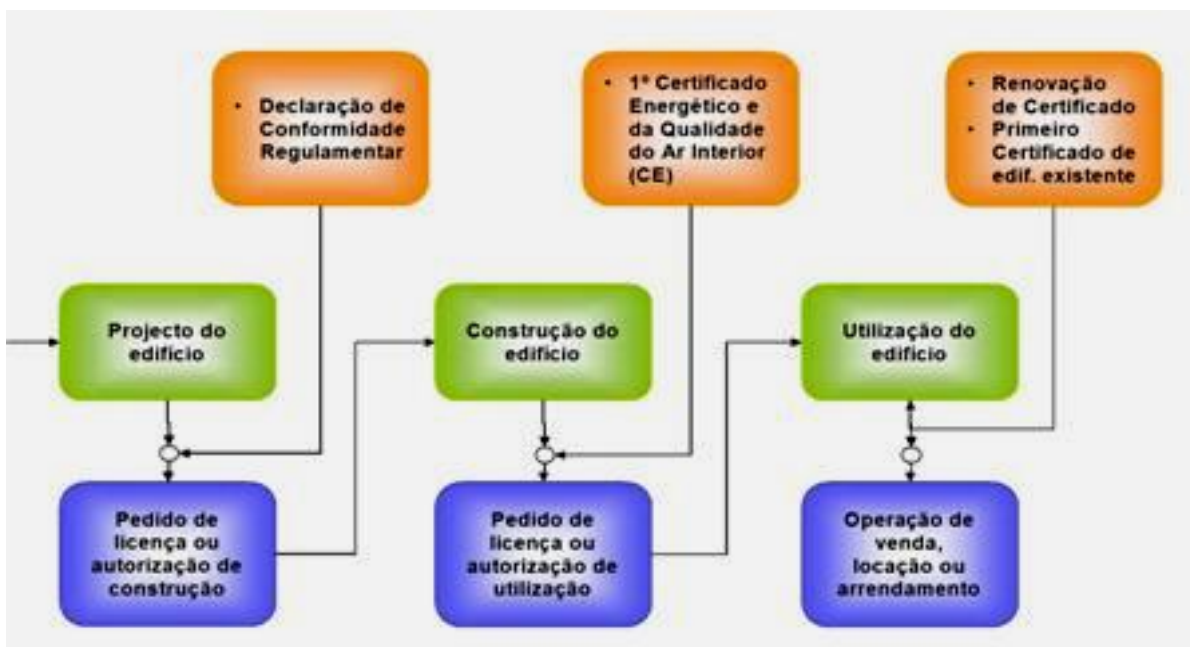 • Declaração de
Conformidade
Regulamentar
• 1º Certificado
Energético e
da Qualidade
do Ar Interior
(CE)
• Renovação
de Certificado
• Primeiro
Certificado de
edif. existente
Projecto do
edifício
Construção do
edifício
Utilização do
edifício
Pedido de
licença ou
autorização de
construção
Pedido de
licença ou
autorização de
utilização
Operação de
venda,
locação ou
arrendamento